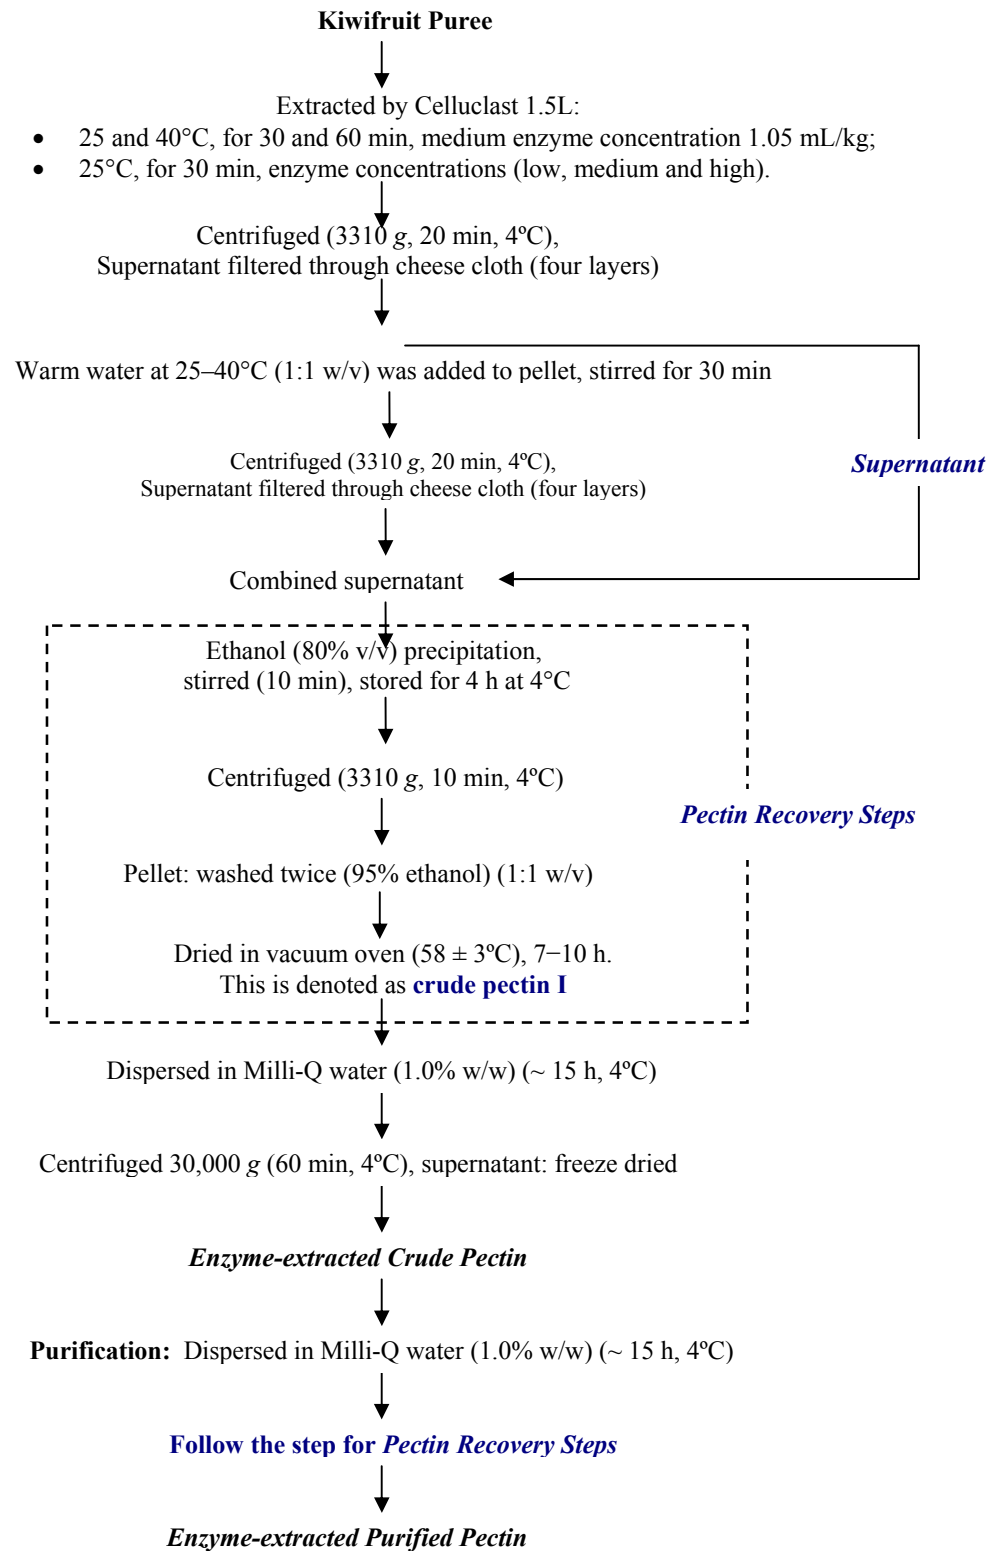 Kiwifruit Puree
Extracted by Celluclast 1.5L:
• 25 and 40°C, for 30 and 60 min, medium enzyme concentration 1.05 mL/kg;
• 25°C, for 30 min, enzyme concentrations (low, medium and high).
Centrifuged (3310 g, 20 min, 4ºC),
Supernatant filtered through cheese cloth (four layers)
Warm water at 25–40°C (1:1 w/v) was added to pellet, stirred for 30 min
Centrifuged (3310 g, 20 min, 4ºC),
Supernatant filtered through cheese cloth (four layers)
Supernatant
Combined supernatant
Ethanol (80% v/v) precipitation,
stirred (10 min), stored for 4 h at 4°C
Centrifuged (3310 g, 10 min, 4ºC)
Pectin Recovery Steps
Pellet: washed twice (95% ethanol) (1:1 w/v)
Dried in vacuum oven (58 ± 3ºC), 7−10 h.
This is denoted as crude pectin I
Dispersed in Milli-Q water (1.0% w/w) (~ 15 h, 4ºC)
Centrifuged 30,000 g (60 min, 4ºC), supernatant: freeze dried
Enzyme-extracted Crude Pectin
Purification: Dispersed in Milli-Q water (1.0% w/w) (~ 15 h, 4ºC)
Follow the step for Pectin Recovery Steps
Enzyme-extracted Purified Pectin